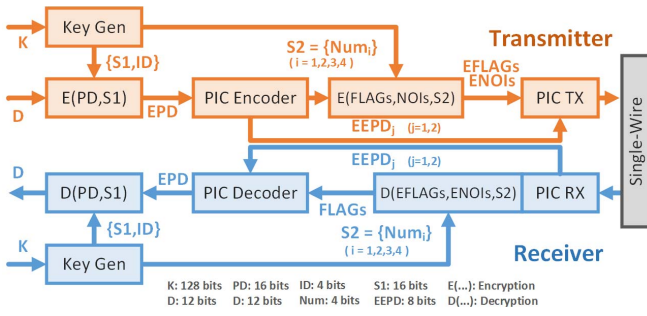 Key Gen
K
S2 = {Numi}
( i = 1,2,3,4 )
Transmitter
{S1,ID}
EFLAGs
ENOIs
E(PD,S1)
EPD
PIC Encoder
E(FLAGs,NOIs,S2)
PIC TX
D
EEPDj (j=1,2)
Single-Wire
EEPDj (j=1,2)
D
EPD
D(PD,S1)
PIC Decoder
D(EFLAGs,ENOIs,S2)
PIC RX
FLAGs
{S1,ID}
S2 = {Numi}
( i = 1,2,3,4 )
Receiver
K
Key Gen
K: 128 bits PD: 16 bits ID: 4 bits S1: 16 bits E(...): Encryption
D: 12 bits D: 12 bits Num: 4 bits EEPD: 8 bits D(...): Decryption